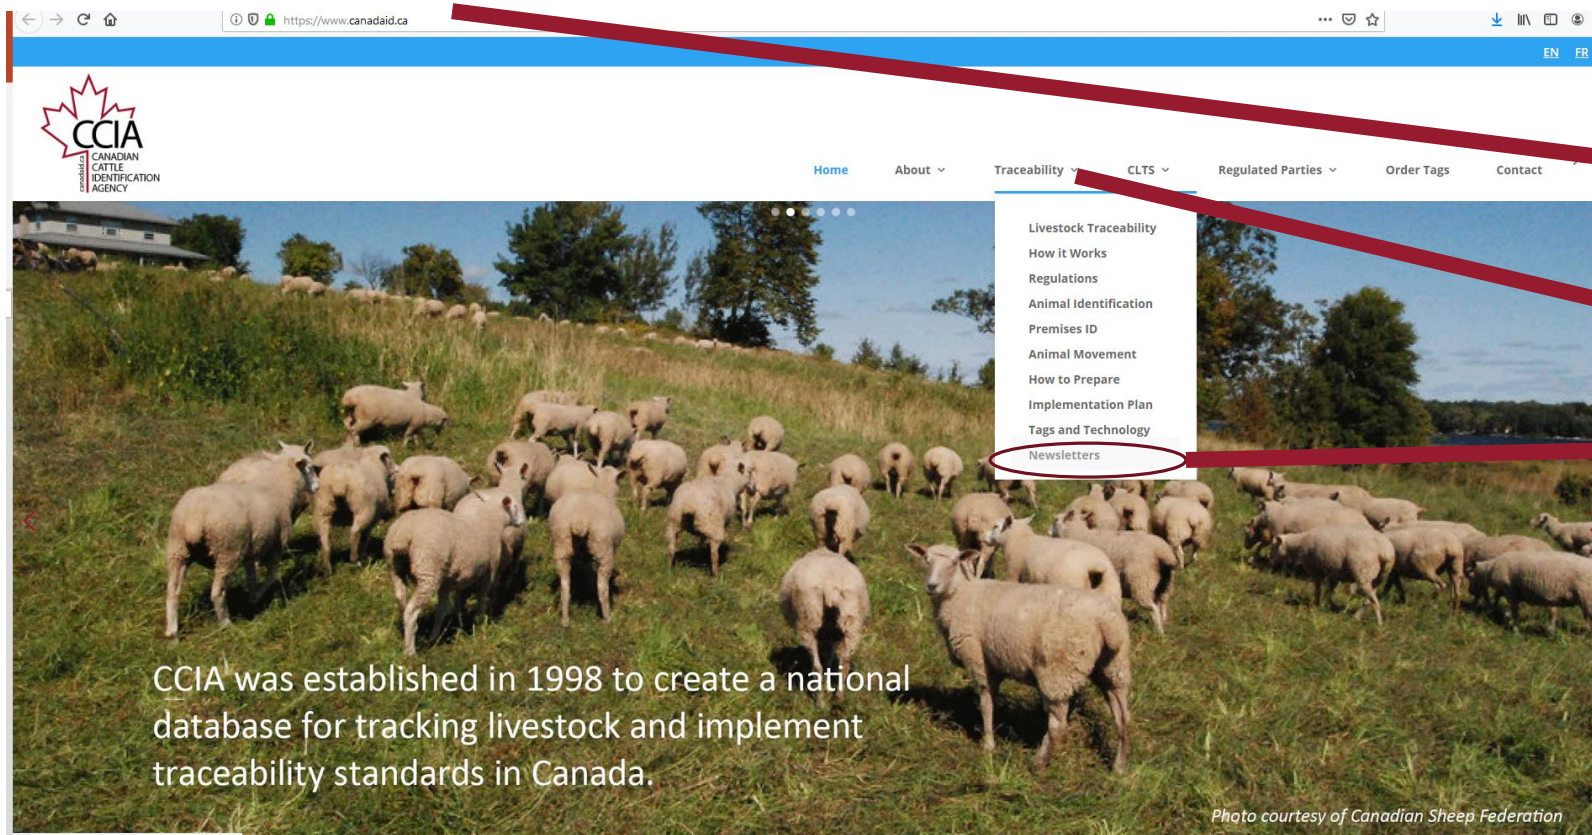 https://www.canadaid.ca
EN FR
CCIA
CANADIAN
CATTLE
IDENTIFICATION
AGENCY
canadaid.ca
Home About Traceability CLTS Regulated Parties Order Tags Contact
Livestock Traceability
How it Works
Regulations
Animal Identification
Premises ID
Animal Movement
How to Prepare
Implementation Plan
Tags and Technology
Newsletters
CCIA was established in 1998 to create a national
database for tracking livestock and implement
traceability standards in Canada.
Photo courtesy of Canadian Sheep Federation